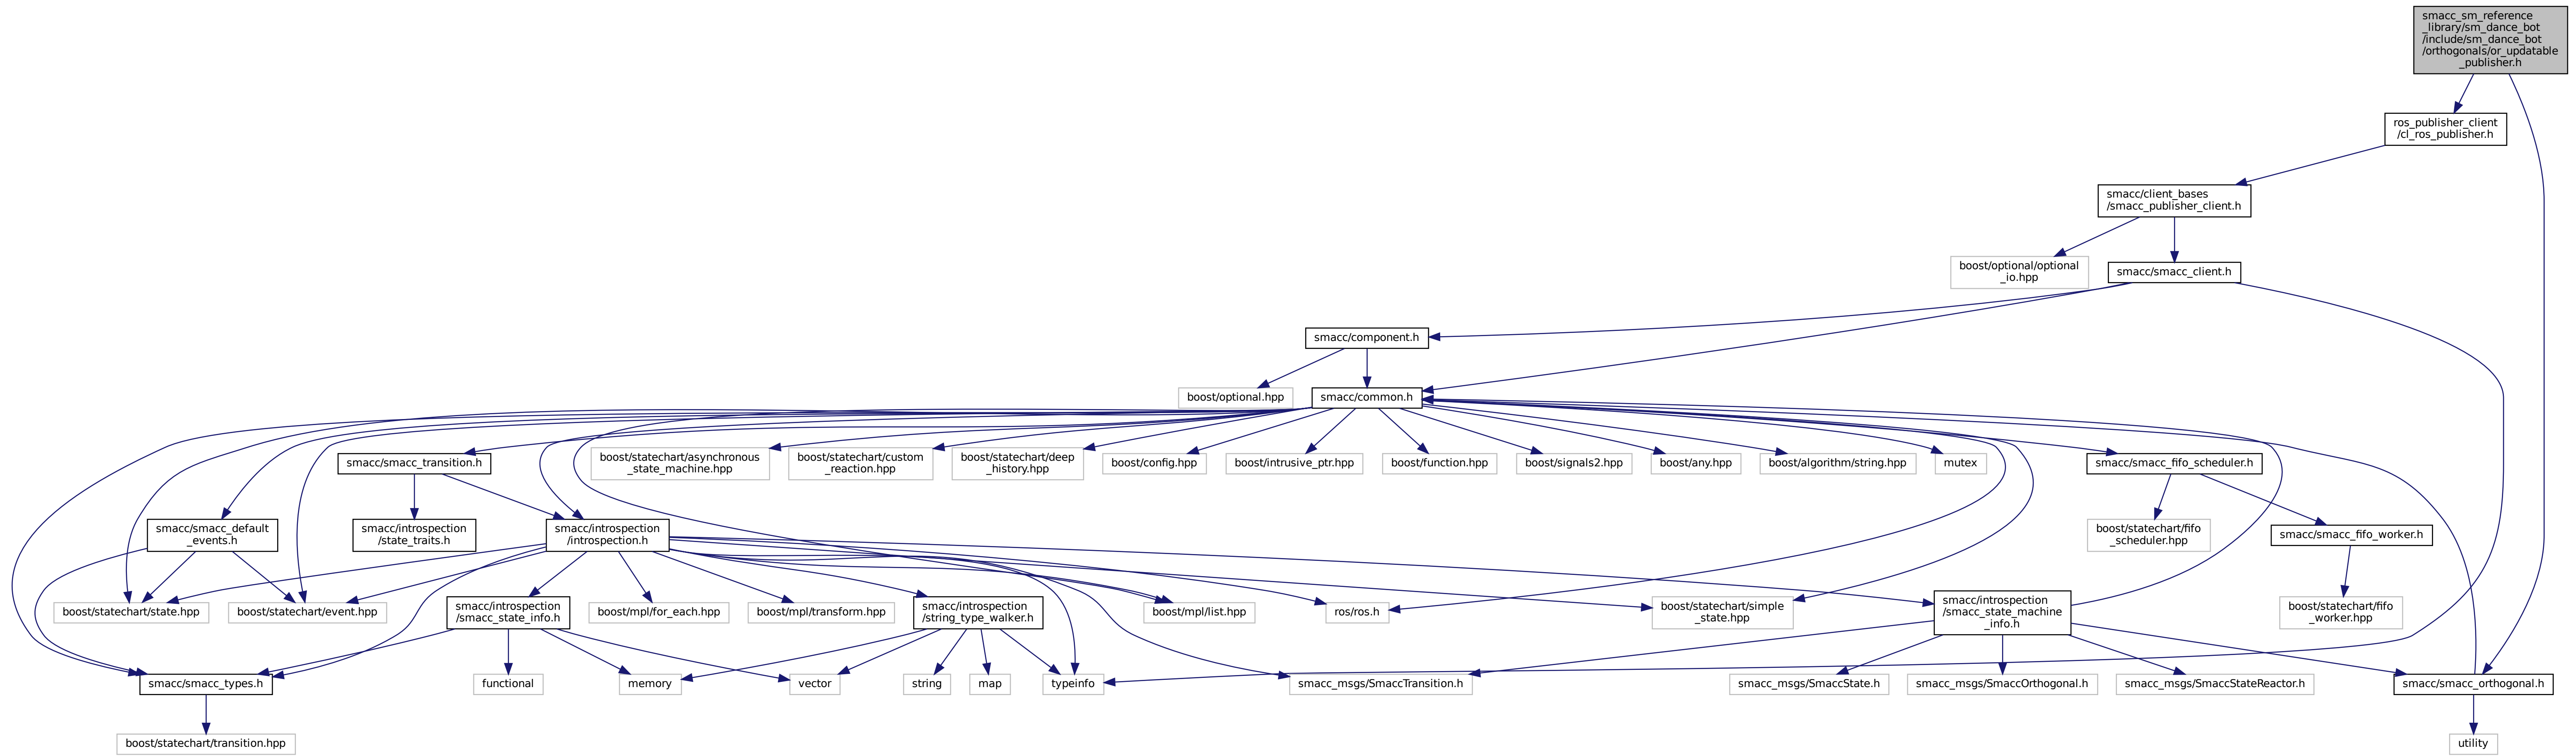 smacc_sm_reference
_library/sm_dance_bot
/include/sm_dance_bot
/orthogonals/or_updatable
_publisher.h
ros_publisher_client
/cl_ros_publisher.h
smacc/client_bases
/smacc_publisher_client.h
boost/optional/optional
_io.hpp
smacc/smacc_client.h
smacc/component.h
boost/optional.hpp
smacc/common.h
smacc/smacc_transition.h
boost/statechart/asynchronous
_state_machine.hpp
boost/statechart/custom
_reaction.hpp
boost/statechart/deep
_history.hpp
boost/config.hpp
boost/intrusive_ptr.hpp
boost/function.hpp
boost/signals2.hpp
boost/any.hpp
boost/algorithm/string.hpp
mutex
smacc/smacc_fifo_scheduler.h
smacc/smacc_default
_events.h
smacc/introspection
/state_traits.h
smacc/introspection
/introspection.h
boost/statechart/fifo
_scheduler.hpp
smacc/smacc_fifo_worker.h
boost/statechart/state.hpp
boost/statechart/event.hpp
smacc/introspection
/smacc_state_info.h
boost/mpl/for_each.hpp
boost/mpl/transform.hpp
smacc/introspection
/string_type_walker.h
boost/mpl/list.hpp
ros/ros.h
boost/statechart/simple
_state.hpp
smacc/introspection
/smacc_state_machine
_info.h
boost/statechart/fifo
_worker.hpp
smacc/smacc_types.h
functional
memory
vector
string
map
typeinfo
smacc_msgs/SmaccTransition.h
smacc_msgs/SmaccState.h
smacc_msgs/SmaccOrthogonal.h
smacc_msgs/SmaccStateReactor.h
smacc/smacc_orthogonal.h
boost/statechart/transition.hpp
utility